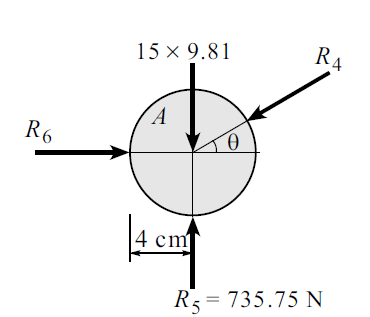 15 × 9.81
R₄
A
R₆
θ
4 cm
R₅ = 735.75 N